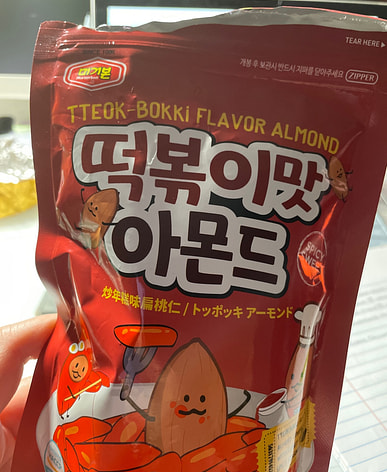 TEAR HERE
개봉 후 보관시 반드시 지퍼를 닫아주세요
ZIPPER
머거본
TTEOK-BOKKI FLAVOR ALMOND
떡볶이맛
아몬드
SPICY
SWEET
炒年糕味扁桃仁 / トッポッキ アーモンド